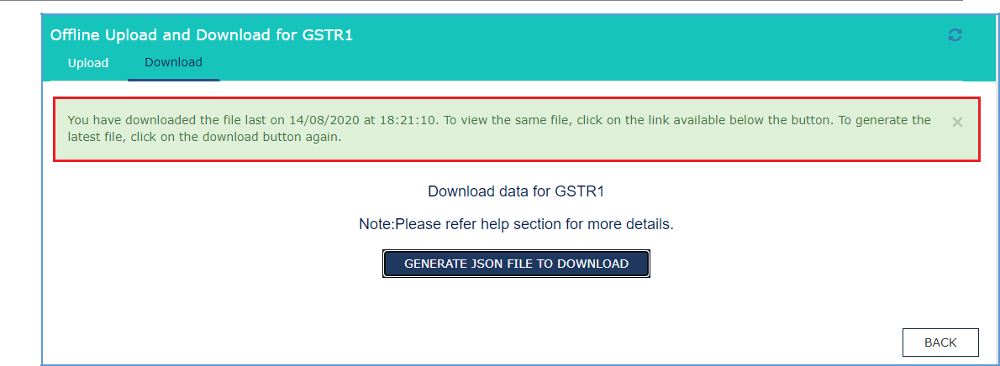 Offline Upload and Download for GSTR1
Upload Download
You have downloaded the file last on 14/08/2020 at 18:21:10. To view the same file, click on the link available below the button. To generate the
latest file, click on the download button again.
Download data for GSTR1
Note:Please refer help section for more details.
GENERATE JSON FILE TO DOWNLOAD
BACK